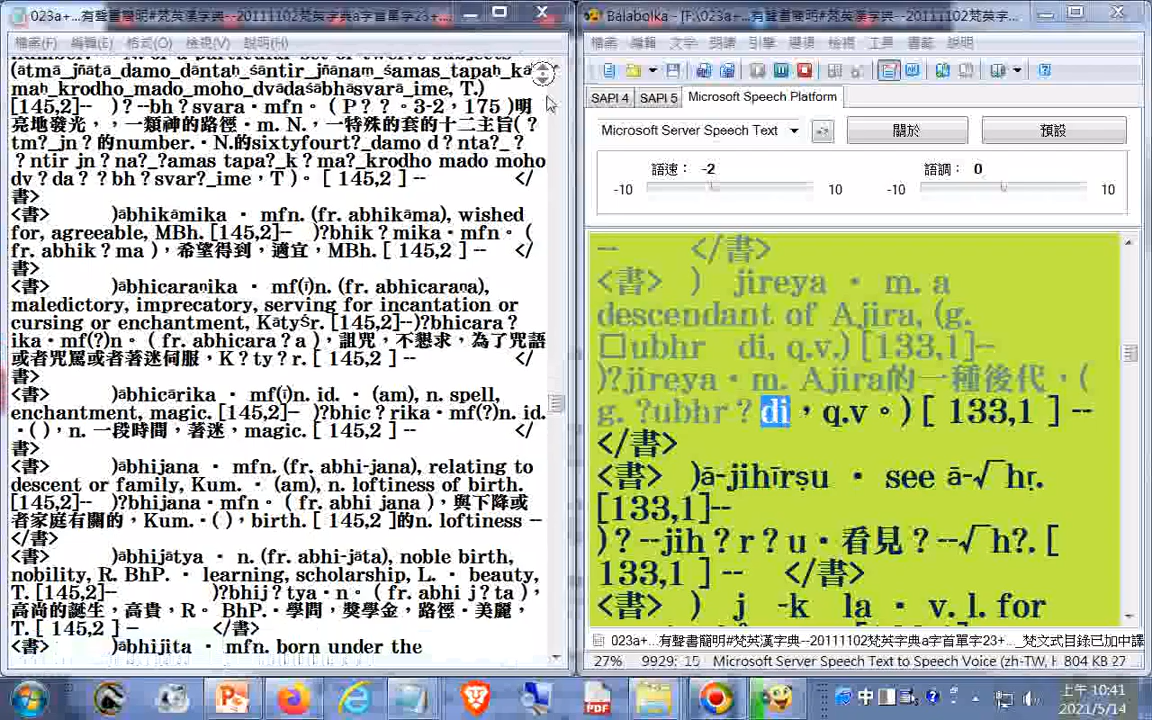 023a+...有聲書簡明#梵英漢字典--20111102梵英字典a字首單字23+...
檔案(F) 編輯(E) 格式(O) 檢視(V) 說明(H)
(ātmā_jñātā_damo_dāntaḥ_śāntir_jñānaṃ_śamas_tapaḥ_kā
maḥ_krodho_mado_moho_dvādaśābhāsvarā_ime, T.)
[145,2]-- )? --bh?svara・mfn. ( P??。3-2, 175 )明
亮地發光,,一類神的路徑・m. N.,一特殊的套的十二主旨( ?
tm?_jn?的number.・N.的sixtyfourt?_damo d?nta?_?
?ntir jn?na?_?amas tapa?_k?ma?_krodho mado moho
dv?da??bh?svar?_ime,T )。[ 145,2 ] -- </
書>
<書> )ābhikāmika ・ mfn. (fr. abhikāma), wished
for, agreeable, MBh. [145,2]-- )?bhik?mika・mfn。(
fr. abhik?ma ),希望得到,適宜,MBh. [ 145,2 ] -- </
書>
<書> )ābhicaraṇika ・ mf(ī)n. (fr. abhicaraṇa),
maledictory, imprecatory, serving for incantation or
cursing or enchantment, KātyŚr. [145,2]--)?bhicara?
ika・mf(?)n。( fr. abhicara?a ),詛咒,不懇求,為了咒語
或者咒罵或者著迷伺服,K?ty?r. [ 145,2 ] -- </
書>
<書> )ābhicārika ・ mf(ī)n. id. ・ (am), n. spell,
enchantment, magic. [145,2]-- )?bhic?rika・mf(?)n. id.
・( ),n. 一段時間,著迷,magic. [ 145,2 ] -- </
書>
<書> )ābhijana ・ mfn. (fr. abhi-jana), relating to
descent or family, Kum. ・ (am), n. loftiness of birth.
[145,2]-- )?bhijana・mfn。( fr. abhi jana ),與下降或
者家庭有關的,Kum.・( ),birth. [ 145,2 ]的n. loftiness --
</書>
<書> )ābhijātya ・ n. (fr. abhi-jāta), noble birth,
nobility, R. BhP. ・ learning, scholarship, L. ・ beauty,
T. [145,2]-- )?bhij?tya・n。( fr. abhi j?ta ),
高尚的誕生,高貴,R。 BhP.・學問,獎學金,路徑・美麗,
T. [ 145,2 ] -- </書>
<書> )ābhijita ・ mfn. born under the
Balabolka - [F:\023a+...有聲書簡明#梵英漢字典--20111102梵英字...
檔案 編輯 文字 朗讀 引擎 選項 檢視 工具 書籤 說明
SAPI 4 SAPI 5 Microsoft Speech Platform
Microsoft Server Speech Text 關於 預設
語速: -2 語調: 0
-10 10 -10 10
-- </書>
<書> ) jireya ・ m. a
descendant of Ajira, (g.
□ubhr di, q.v.) [133,1]--
)?jireya・m. Ajira的一種後代,(
g. ?ubhr?di,q.v。) [ 133,1 ] --
</書>
<書> )ā-jihīrṣu ・ see ā-√hṛ.
[133,1]--
)? --jih?r?u・看見?--√h?. [
133,1 ] -- </書>
<書> ) j -k la ・ v. l. for
023a+...有聲書簡明#梵英漢字典--20111102梵英字典a字首單字23+..._梵文式目錄已加中譯
27% 9929: 15 Microsoft Server Speech Text to Speech Voice (zh-TW, H 804 KB 27
中
PDF
上午 10:41
2021/5/14